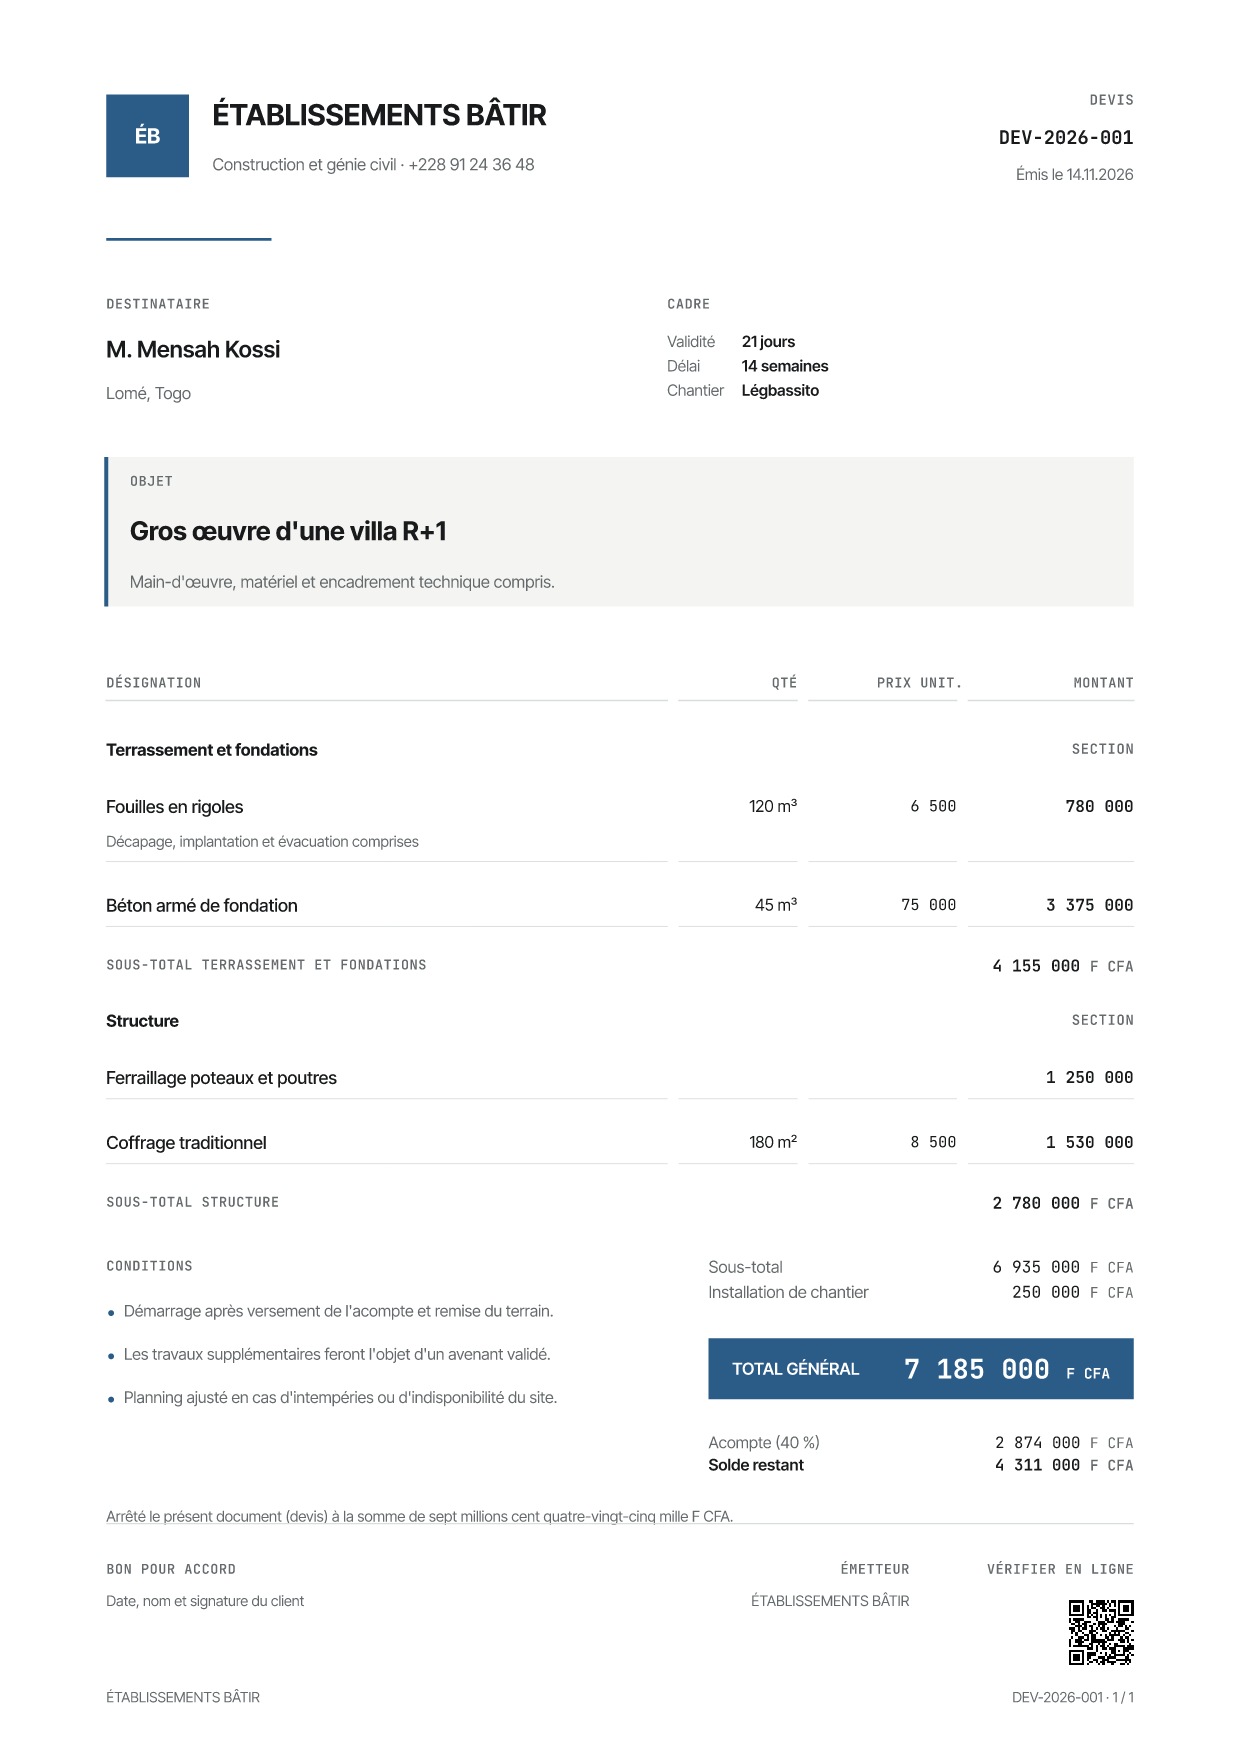 ÉB
ÉTABLISSEMENTS BÂTIR
Construction et génie civil · +228 91 24 36 48
DEVIS
DEV-2026-001
Émis le 14.11.2026
DESTINATAIRE
M. Mensah Kossi
Lomé, Togo
CADRE
Validité 21 jours
Délai 14 semaines
Chantier Légbassito
OBJET
Gros œuvre d'une villa R+1
Main-d'œuvre, matériel et encadrement technique compris.
DÉSIGNATION QTÉ PRIX UNIT. MONTANT
Terrassement et fondations SECTION
Fouilles en rigoles 120 m³ 6 500 780 000
Décapage, implantation et évacuation comprises
Béton armé de fondation 45 m³ 75 000 3 375 000
SOUS-TOTAL TERRASSEMENT ET FONDATIONS 4 155 000 F CFA
Structure SECTION
Ferraillage poteaux et poutres 1 250 000
Coffrage traditionnel 180 m² 8 500 1 530 000
SOUS-TOTAL STRUCTURE 2 780 000 F CFA
CONDITIONS
• Démarrage après versement de l'acompte et remise du terrain.
• Les travaux supplémentaires feront l'objet d'un avenant validé.
• Planning ajusté en cas d'intempéries ou d'indisponibilité du site.
Sous-total 6 935 000 F CFA
Installation de chantier 250 000 F CFA
TOTAL GÉNÉRAL 7 185 000 F CFA
Acompte (40 %) 2 874 000 F CFA
Solde restant 4 311 000 F CFA
Arrêté le présent document (devis) à la somme de sept millions cent quatre-vingt-cinq mille F CFA.
BON POUR ACCORD
Date, nom et signature du client
ÉMETTEUR
ÉTABLISSEMENTS BÂTIR
VÉRIFIER EN LIGNE
ÉTABLISSEMENTS BÂTIR DEV-2026-001 · 1 / 1